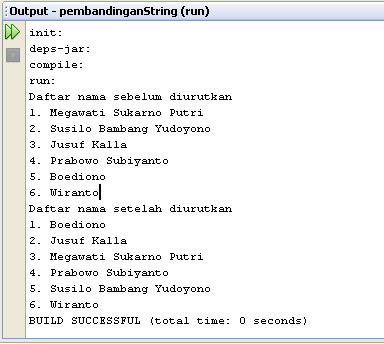 Output - pembandinganString (run)
init:
deps-jar:
compile:
run:
Daftar nama sebelum diurutkan
1. Megawati Sukarno Putri
2. Susilo Bambang Yudoyono
3. Jusuf Kalla
4. Prabowo Subiyanto
5. Boediono
6. Wiranto
Daftar nama setelah diurutkan
1. Boediono
2. Jusuf Kalla
3. Megawati Sukarno Putri
4. Prabowo Subiyanto
5. Susilo Bambang Yudoyono
6. Wiranto
BUILD SUCCESSFUL (total time: 0 seconds)